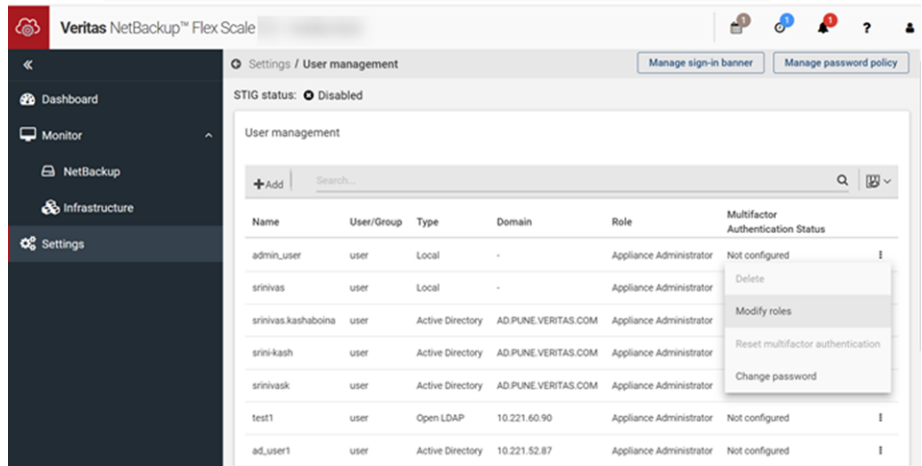 Veritas NetBackup™ Flex Scale
1
1
1
?
«
Settings / User management
Manage sign-in banner
Manage password policy
Dashboard
STIG status: Disabled
Monitor
User management
NetBackup
+Add
Search...
Infrastructure
Name User/Group Type Domain Role Multifactor
Authentication Status
Settings
admin_user user Local - Appliance Administrator Not configured
srinivas user Local - Appliance Administrator
srinivas.kashaboina user Active Directory AD.PUNE.VERITAS.COM Appliance Administrator
srini-kash user Active Directory AD.PUNE.VERITAS.COM Appliance Administrator
srinivask user Active Directory AD.PUNE.VERITAS.COM Appliance Administrator
Delete
Modify roles
Reset multifactor authentication
Change password
test1 user Open LDAP 10.221.60.90 Appliance Administrator Not configured
ad_user1 user Active Directory 10.221.52.87 Appliance Administrator Not configured